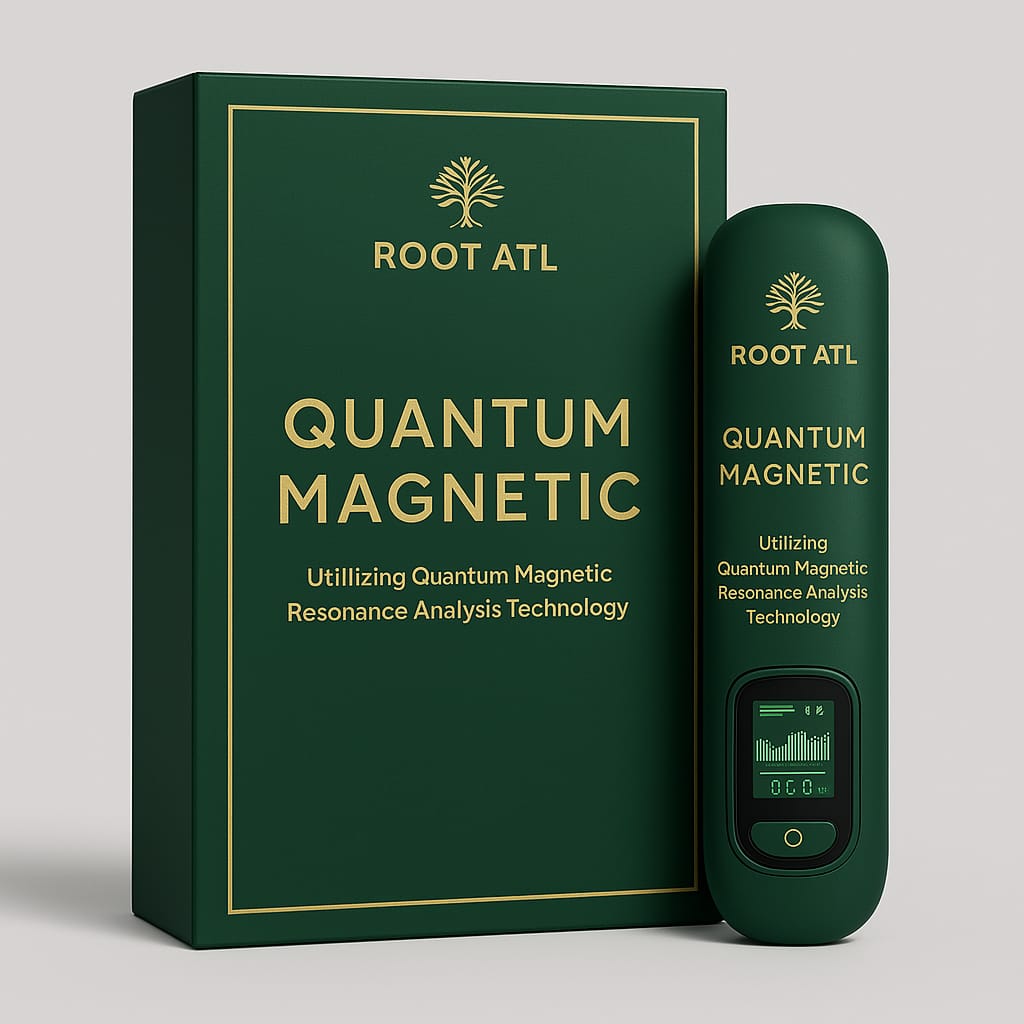 ROOT ATL
QUANTUM
MAGNETIC
Utillizing Quantum Magnetic
Resonance Analysis Technology
ROOT ATL
QUANTUM
MAGNETIC
Utilizing
Quantum Magnetic
Resonance Analysis
Technology